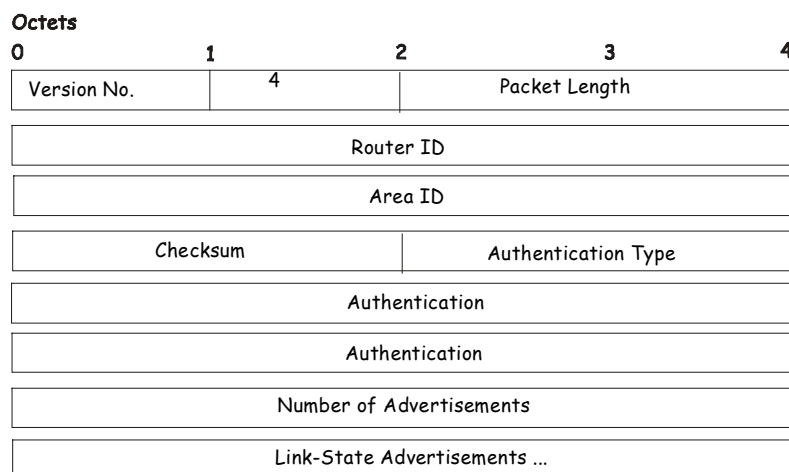 Octets
0 1 2 3 4
Version No. 4 Packet Length
Router ID
Area ID
Checksum Authentication Type
Authentication
Authentication
Number of Advertisements
Link-State Advertisements ...